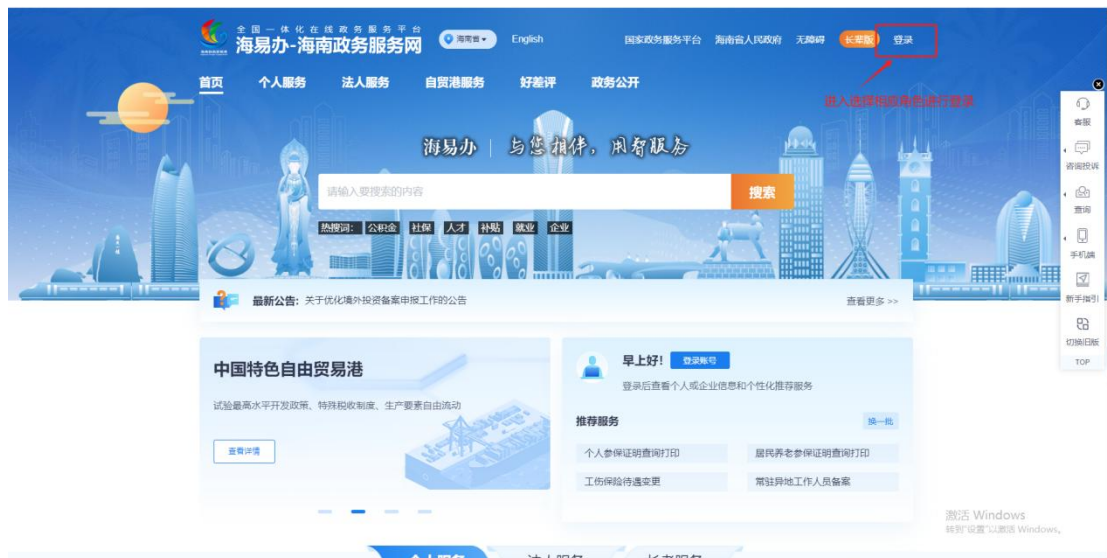 全国一体化在线政务服务平台
海易办-海南政务服务网
海南省
English
国家政务服务平台 海南省人民政府 无障碍 长辈版 登录
首页 个人服务 法人服务 自贸港服务 好差评 政务公开
进入选择相应角色进行登录
海易办 | 与您相伴，用智服务
请输入要搜索的内容
搜索
热搜词： 公积金 社保 人才 补贴 就业 企业
最新公告：关于优化境外投资备案申报工作的公告
查看更多 >>
中国特色自由贸易港
试验最高水平开放政策、特殊税收制度、生产要素自由流动
查看详情
早上好！ 登录账号
登录后查看个人或企业信息和个性化推荐服务
推荐服务 换一批
个人参保证明查询打印 居民养老参保证明查询打印
工伤保险待遇变更 常驻异地工作人员备案
客服
咨询投诉
查询
手机端
新手指引
切换旧版
TOP
激活 Windows
转到"设置"以激活 Windows。
个人服务 法人服务 长者服务